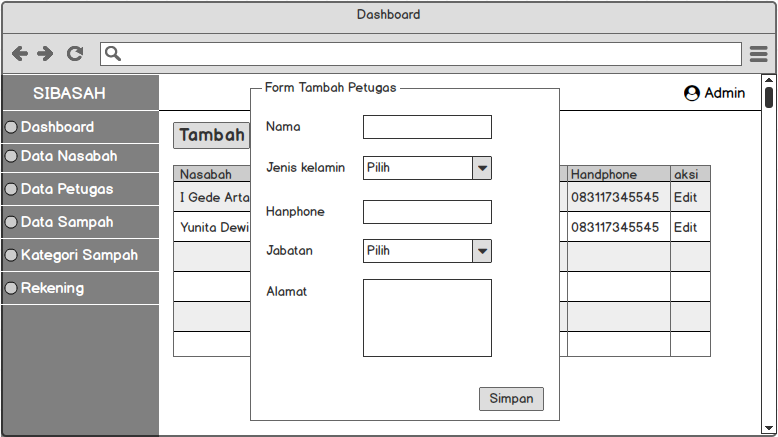 Dashboard
SIBASAH
Admin
Dashboard
Data Nasabah
Data Petugas
Data Sampah
Kategori Sampah
Rekening
Tambah
Nasabah Handphone aksi
I Gede Arta 083117345545 Edit
Yunita Dewi 083117345545 Edit
Form Tambah Petugas
Nama
Jenis kelamin Pilih
Hanphone
Jabatan Pilih
Alamat
Simpan